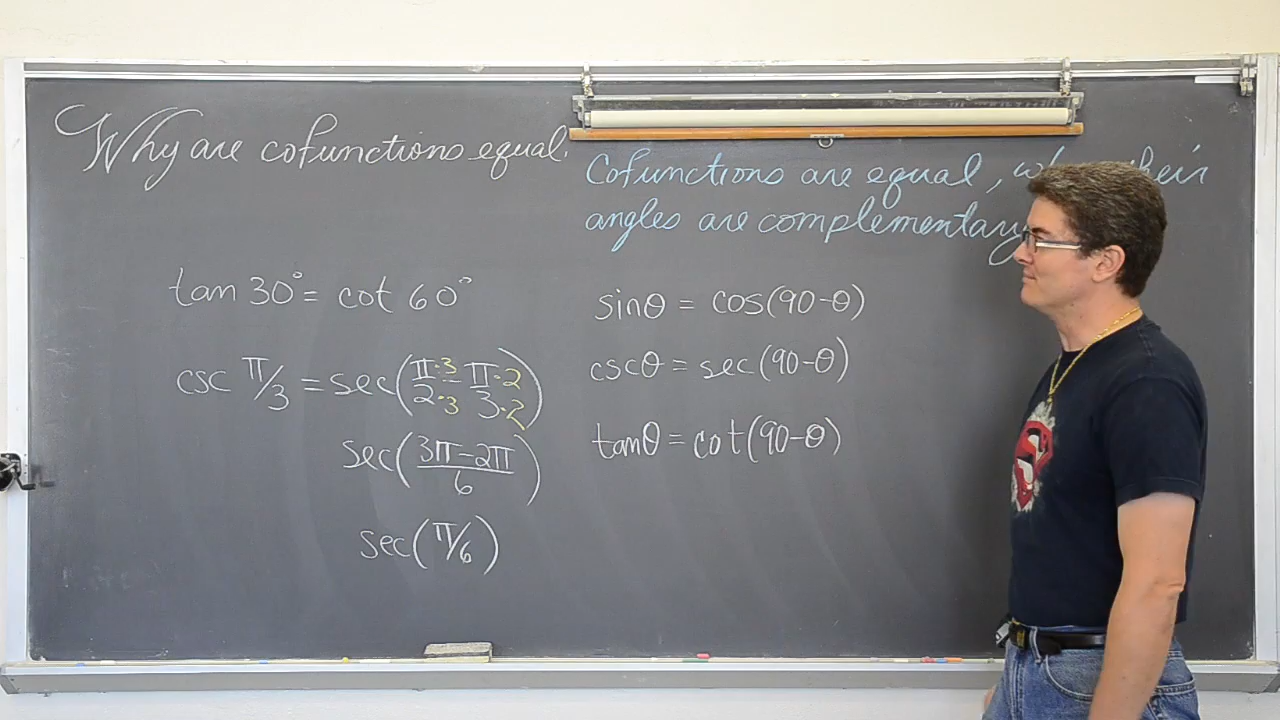 Why are cofunctions equal.
Cofunctions are equal, their
angles are complementary
tan 30° = cot 60°
csc π/3 = sec(π·3/2·3 - π·2/3·2)
sec(3π-2π/6)
sec(π/6)
sinθ = cos(90-θ)
cscθ = sec(90-θ)
tanθ = cot(90-θ)